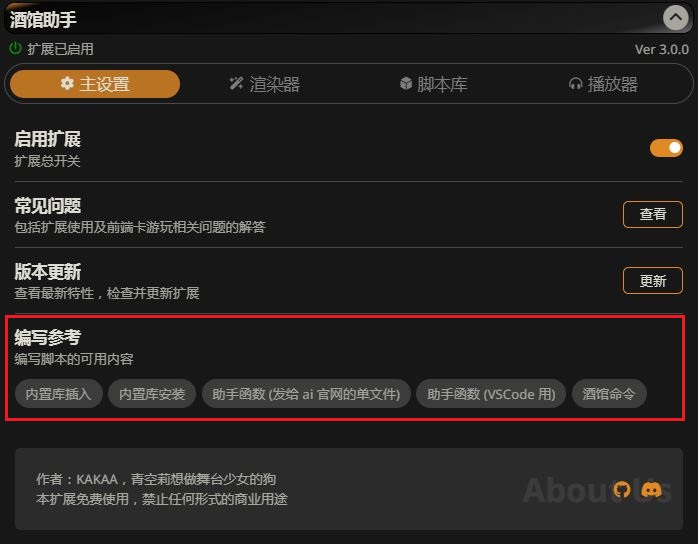 酒馆助手
扩展已启用
Ver 3.0.0
主设置
渲染器
脚本库
播放器
启用扩展
扩展总开关
常见问题
包括扩展使用及前端卡游玩相关问题的解答
查看
版本更新
查看最新特性，检查并更新扩展
更新
编写参考
编写脚本的可用内容
内置库插入
内置库安装
助手函数 (发给 ai 官网的单文件)
助手函数 (VSCode 用)
酒馆命令
作者：KAKAA，青空莉想做舞台少女的狗
本扩展免费使用，禁止任何形式的商业用途
About Us